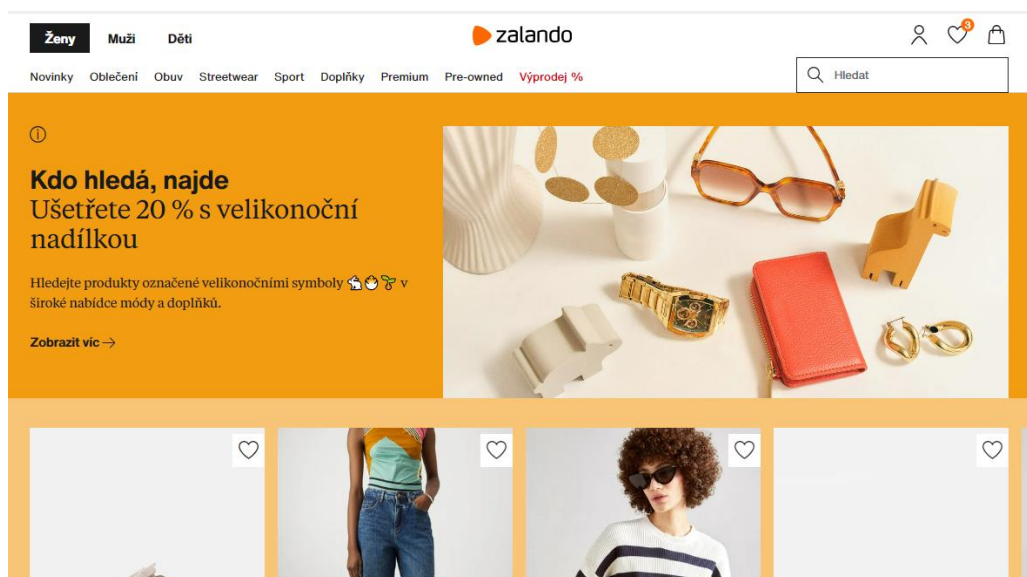 Ženy Muži Děti zalando 3
Novinky Oblečení Obuv Streetwear Sport Doplňky Premium Pre-owned Výprodej % Hledat
Kdo hledá, najde
Ušetřete 20 % s velikonoční
nadílkou
Hledejte produkty označené velikonočními symboly 🐇🐣🌱 v
široké nabídce módy a doplňků.
Zobrazit víc →